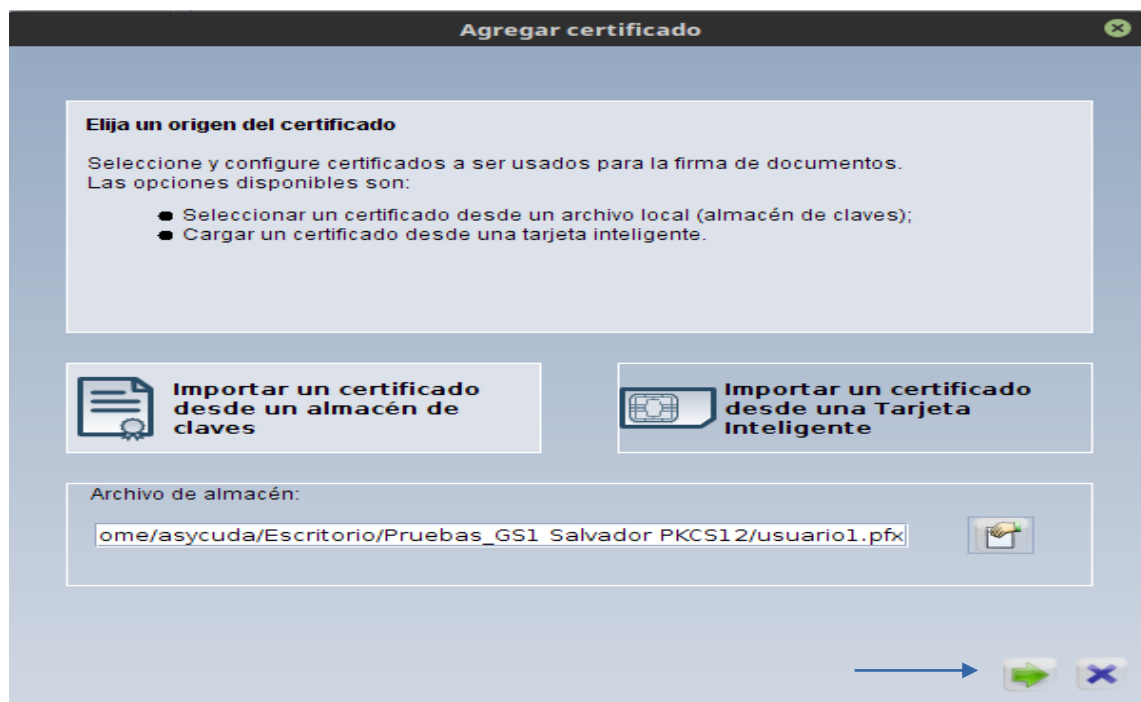 Agregar certificado
Elija un origen del certificado
Seleccione y configure certificados a ser usados para la firma de documentos.
Las opciones disponibles son:
Seleccionar un certificado desde un archivo local (almacén de claves);
Cargar un certificado desde una tarjeta inteligente.
Importar un certificado
desde un almacén de
claves
Importar un certificado
desde una Tarjeta
Inteligente
Archivo de almacén:
ome/asycuda/Escritorio/Pruebas_GS1 Salvador PKCS12/usuario1.pfx